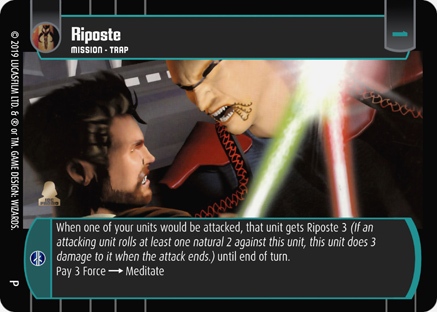 Riposte
MISSION • TRAP
When one of your units would be attacked, that unit gets Riposte 3 (If an
attacking unit rolls at least one natural 2 against this unit, this unit does 3
damage to it when the attack ends.) until end of turn.
Pay 3 Force → Meditate
© 2019 LUCASFILM LTD. & ® or TM. GAME DESIGN: WIZARDS.
P